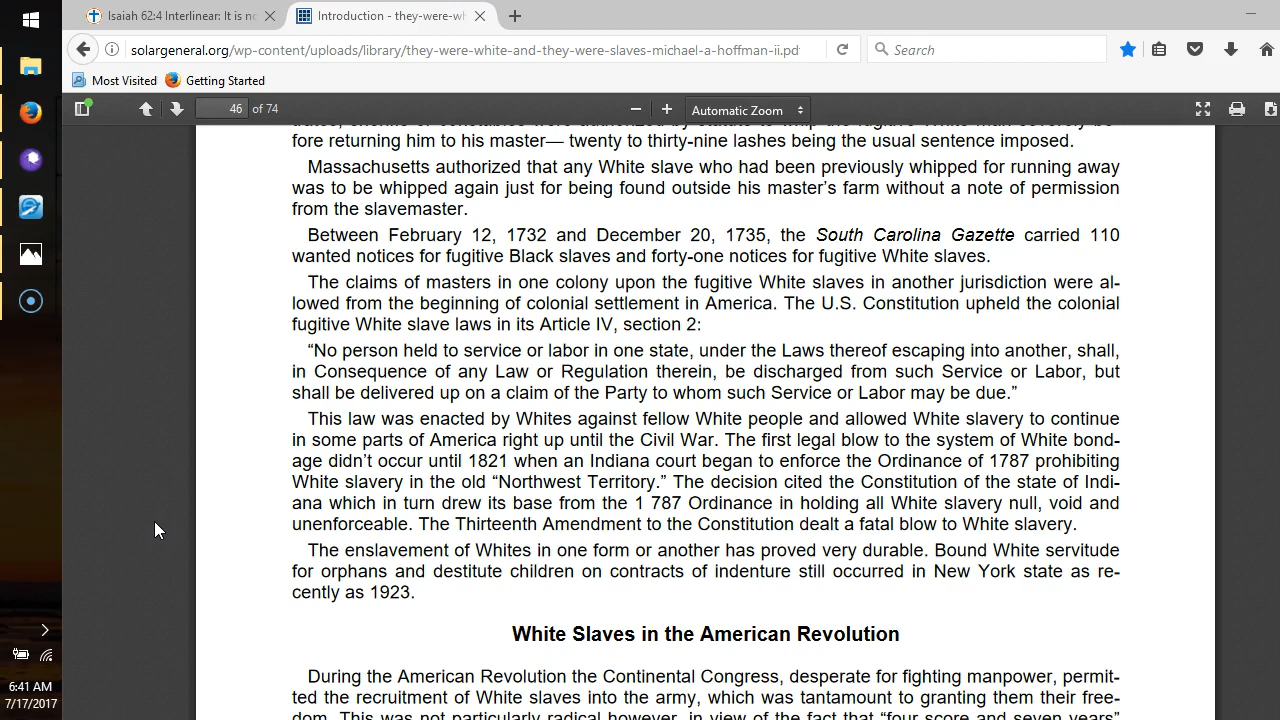 Isaiah 62:4 Interlinear: It is no
Introduction - they-were-wh
solargeneral.org/wp-content/uploads/library/they-were-white-and-they-were-slaves-michael-a-hoffman-ii.pd
Search
Most Visited
Getting Started
46 of 74
Automatic Zoom
fore returning him to his master— twenty to thirty-nine lashes being the usual sentence imposed.
Massachusetts authorized that any White slave who had been previously whipped for running away
was to be whipped again just for being found outside his master's farm without a note of permission
from the slavemaster.
Between February 12, 1732 and December 20, 1735, the South Carolina Gazette carried 110
wanted notices for fugitive Black slaves and forty-one notices for fugitive White slaves.
The claims of masters in one colony upon the fugitive White slaves in another jurisdiction were al-
lowed from the beginning of colonial settlement in America. The U.S. Constitution upheld the colonial
fugitive White slave laws in its Article IV, section 2:
“No person held to service or labor in one state, under the Laws thereof escaping into another, shall,
in Consequence of any Law or Regulation therein, be discharged from such Service or Labor, but
shall be delivered up on a claim of the Party to whom such Service or Labor may be due.”
This law was enacted by Whites against fellow White people and allowed White slavery to continue
in some parts of America right up until the Civil War. The first legal blow to the system of White bond-
age didn't occur until 1821 when an Indiana court began to enforce the Ordinance of 1787 prohibiting
White slavery in the old “Northwest Territory.” The decision cited the Constitution of the state of Indi-
ana which in turn drew its base from the 1 787 Ordinance in holding all White slavery null, void and
unenforceable. The Thirteenth Amendment to the Constitution dealt a fatal blow to White slavery.
The enslavement of Whites in one form or another has proved very durable. Bound White servitude
for orphans and destitute children on contracts of indenture still occurred in New York state as re-
cently as 1923.
White Slaves in the American Revolution
During the American Revolution the Continental Congress, desperate for fighting manpower, permit-
ted the recruitment of White slaves into the army, which was tantamount to granting them their free-
dom. This was not particularly radical however, in view of the fact that “four score and seven years”
6:41 AM
7/17/2017